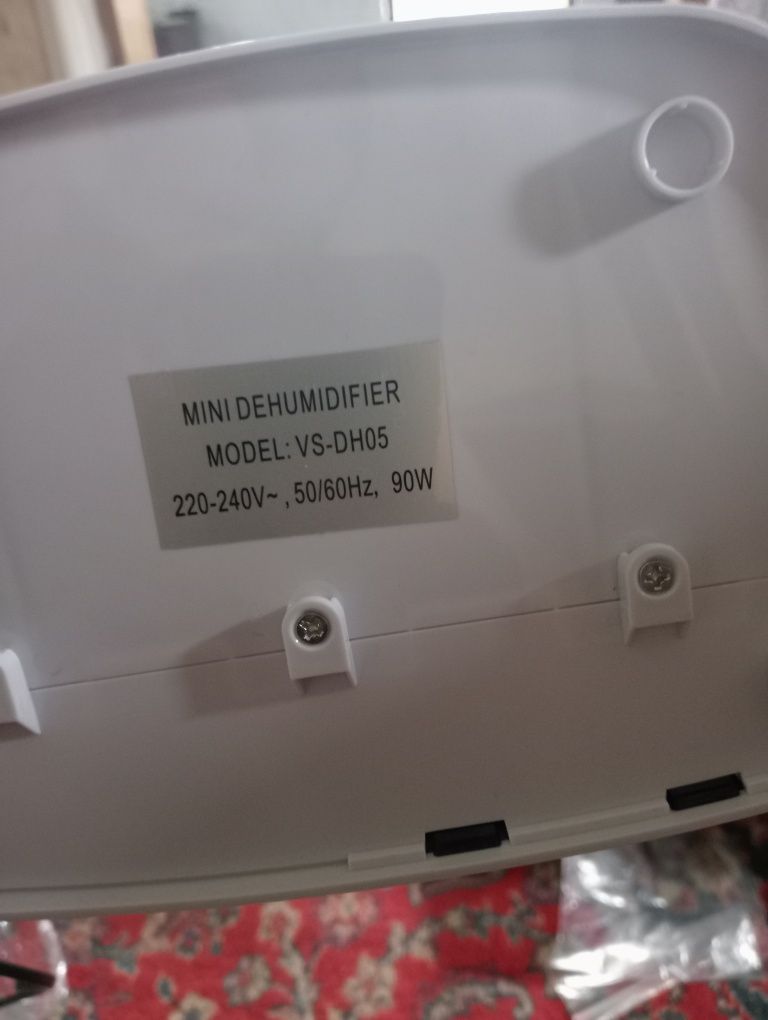 MINI DEHUMIDIFIER
MODEL: VS-DH05
220-240V~ , 50/60Hz, 90W